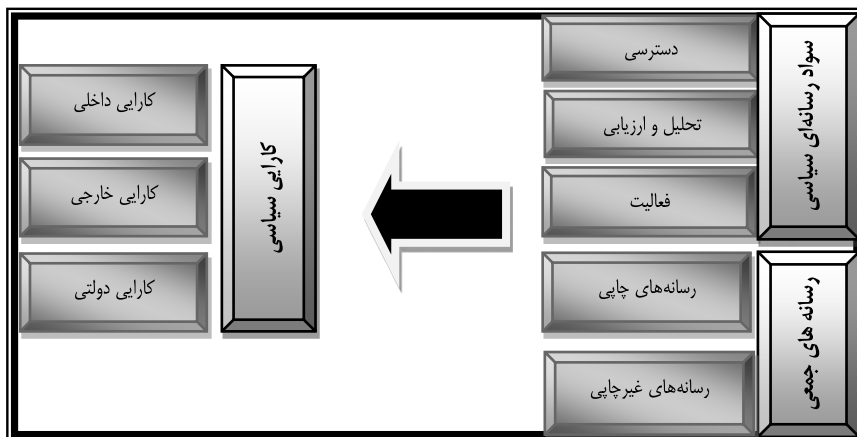 سواد رسانه‌ای سیاسی
دسترسی
تحلیل و ارزیابی
فعالیت
رسانه های جمعی
رسانه‌های چاپی
رسانه‌های غیرچاپی
کارایی سیاسی
کارایی داخلی
کارایی خارجی
کارایی دولتی